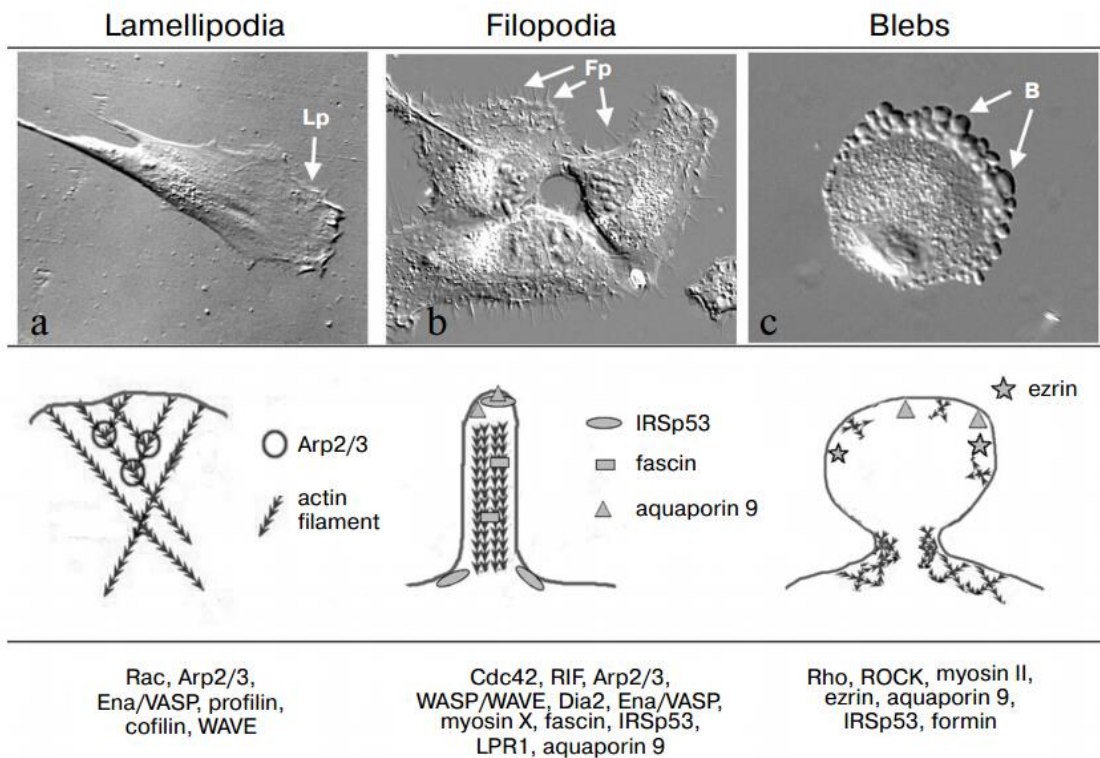 Lamellipodia
Filopodia
Blebs
Lp
a
Fp
b
B
c
Arp2/3
actin
filament
IRSp53
fascin
aquaporin 9
ezrin
Rac, Arp2/3,
Ena/VASP, profilin,
cofilin, WAVE
Cdc42, RIF, Arp2/3,
WASP/WAVE, Dia2, Ena/VASP,
myosin X, fascin, IRSp53,
LPR1, aquaporin 9
Rho, ROCK, myosin II,
ezrin, aquaporin 9,
IRSp53, formin